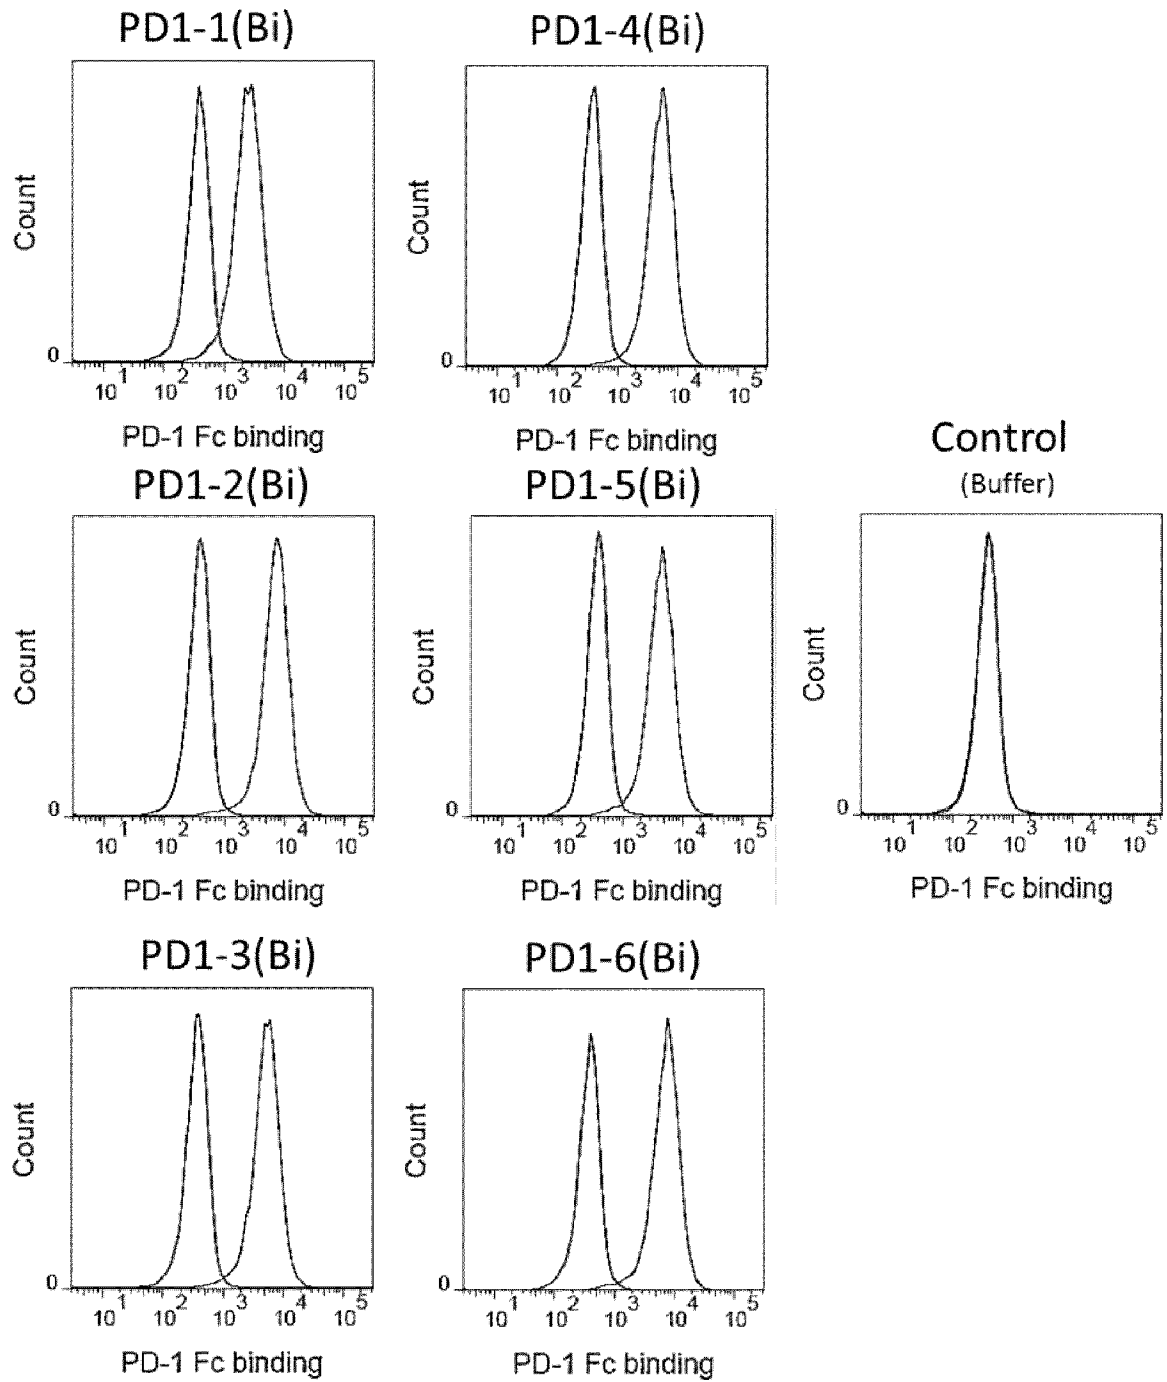 PD1-1(Bi)
Count
0
10^1 10^2 10^3 10^4 10^5
PD-1 Fc binding
PD1-4(Bi)
Count
0
10^1 10^2 10^3 10^4 10^5
PD-1 Fc binding
PD1-2(Bi)
Count
0
10^1 10^2 10^3 10^4 10^5
PD-1 Fc binding
PD1-5(Bi)
Count
0
10^1 10^2 10^3 10^4 10^5
PD-1 Fc binding
Control
(Buffer)
Count
0
10^1 10^2 10^3 10^4 10^5
PD-1 Fc binding
PD1-3(Bi)
Count
0
10^1 10^2 10^3 10^4 10^5
PD-1 Fc binding
PD1-6(Bi)
Count
0
10^1 10^2 10^3 10^4 10^5
PD-1 Fc binding